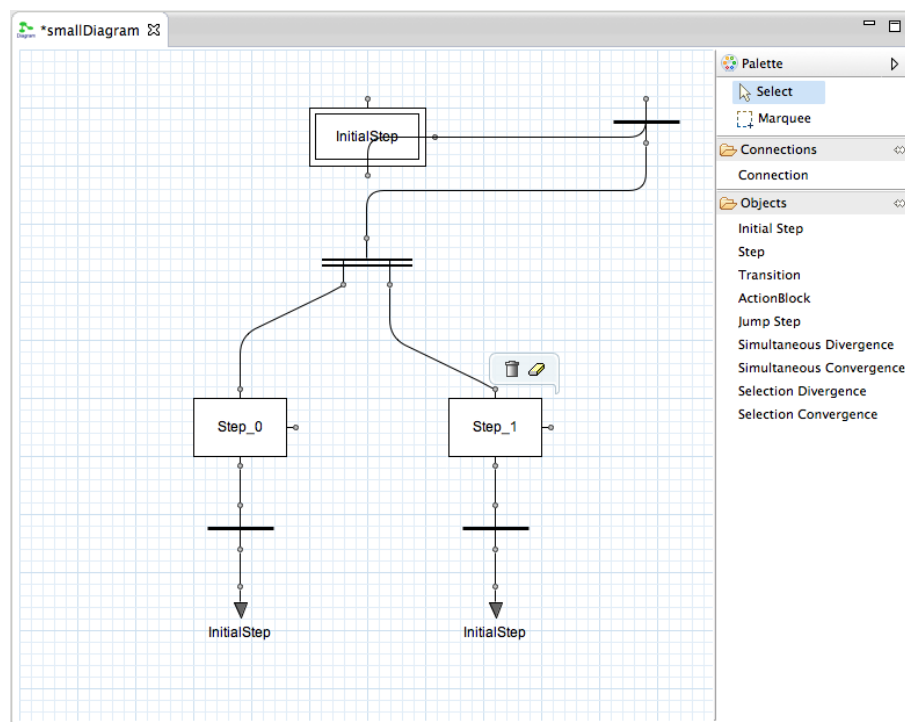 *smallDiagram
Diagram
InitialStep
Step_0
Step_1
InitialStep
InitialStep
Palette
Select
Marquee
Connections
Connection
Objects
Initial Step
Step
Transition
ActionBlock
Jump Step
Simultaneous Divergence
Simultaneous Convergence
Selection Divergence
Selection Convergence